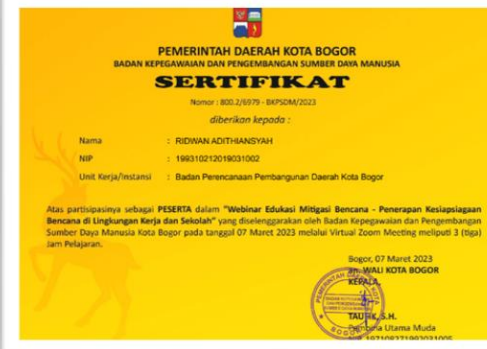 PEMERINTAH DAERAH KOTA BOGOR
BADAN KEPEGAWAIAN DAN PENGEMBANGAN SUMBER DAYA MANUSIA
SERTIFIKAT
Nomor : 800.2/6979 - BKPSDM/2023
diberikan kepada :
Nama : RIDWAN ADITHIANSYAH
NIP : 199310212019031002
Unit Kerja/Instansi : Badan Perencanaan Pembangunan Daerah Kota Bogor
Atas partisipasinya sebagai PESERTA dalam "Webinar Edukasi Mitigasi Bencana - Penerapan Kesiapsiagaan
Bencana di Lingkungan Kerja dan Sekolah" yang diselenggarakan oleh Badan Kepegawaian dan Pengembangan
Sumber Daya Manusia Kota Bogor pada tanggal 07 Maret 2023 melalui Virtual Zoom Meeting meliputi 3 (tiga)
Jam Pelajaran.
Bogor, 07 Maret 2023
an. WALI KOTA BOGOR
KEPALA,
TAUFIK, S.H.
Pembina Utama Muda